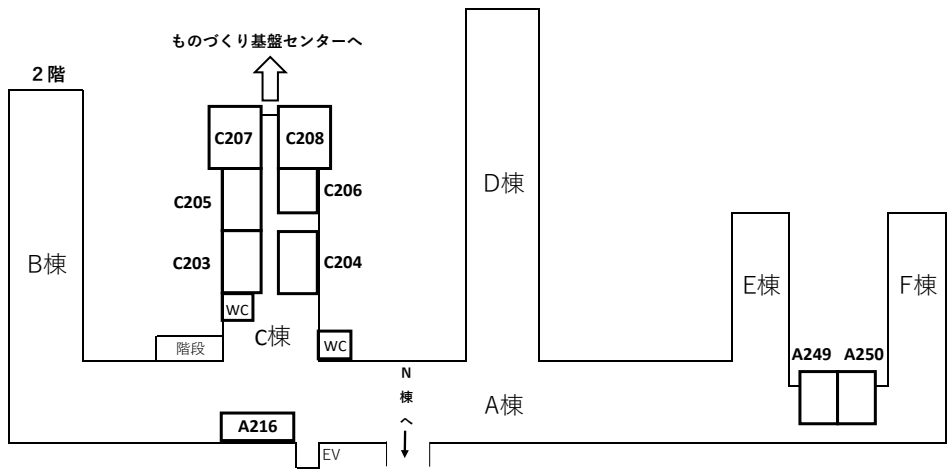 ものづくり基盤センターへ
２階
C207
C208
C205
C206
D棟
B棟
C203
C204
E棟
F棟
WC
C棟
WC
階段
A249
A250
N棟へ
A棟
A216
EV